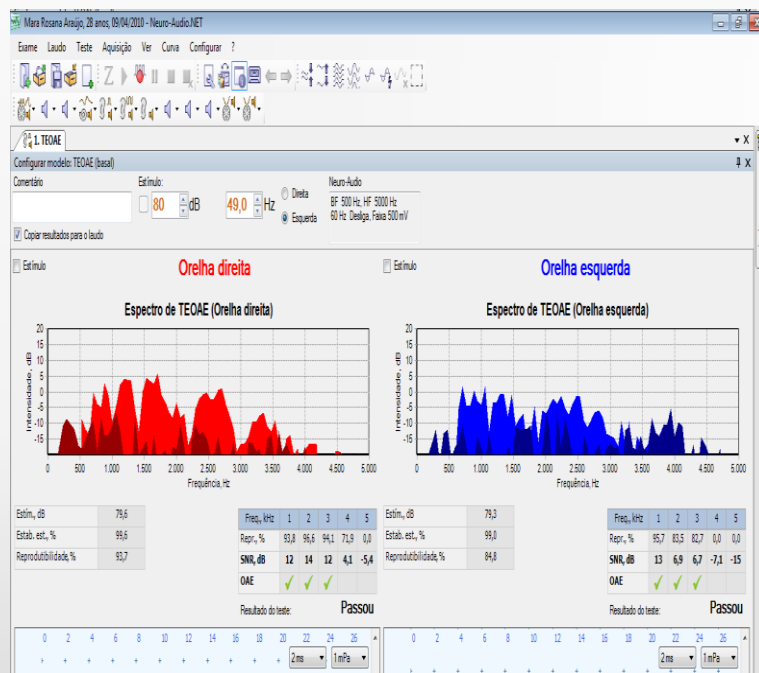 Mara Rosana Araújo, 28 anos, 09/04/2010 - Neuro-Audio.NET
Exame Laudo Teste Aquisição Ver Curva Configurar ?
1. TEOAE
Configurar modelo: TEOAE (basal)
Comentário
Estímulo:
80 dB
49,0 Hz
Direita
Esquerda
Neuro-Audio
BF 500 Hz, HF 5000 Hz
60 Hz Desliga, Faixa 500 mV
Copiar resultados para o laudo
Estímulo
Orelha direita
Espectro de TEOAE (Orelha direita)
Intensidade, dB
20
15
10
5
0
-5
-10
-15
0 500 1.000 1.500 2.000 2.500 3.000 3.500 4.000 4.500 5.000
Frequência, Hz
Estím., dB 79,6
Estab. est., % 99,6
Reprodutibilidade, % 93,7
Freq., kHz 1 2 3 4 5
Repr., % 93,8 96,6 94,1 71,9 0,0
SNR, dB 12 14 12 4,1 -5,4
OAE
Resultado do teste: Passou
0 2 4 6 8 10 12 14 16 18 20 22 24 26
2 ms 1 mPa
Estímulo
Orelha esquerda
Espectro de TEOAE (Orelha esquerda)
Intensidade, dB
20
15
10
5
0
-5
-10
-15
0 500 1.000 1.500 2.000 2.500 3.000 3.500 4.000 4.500 5.000
Frequência, Hz
Estím., dB 79,3
Estab. est., % 99,0
Reprodutibilidade, % 84,8
Freq., kHz 1 2 3 4 5
Repr., % 95,7 83,5 82,7 0,0 0,0
SNR, dB 13 6,9 6,7 -7,1 -15
OAE
Resultado do teste: Passou
0 2 4 6 8 10 12 14 16 18 20 22 24 26
2 ms 1 mPa